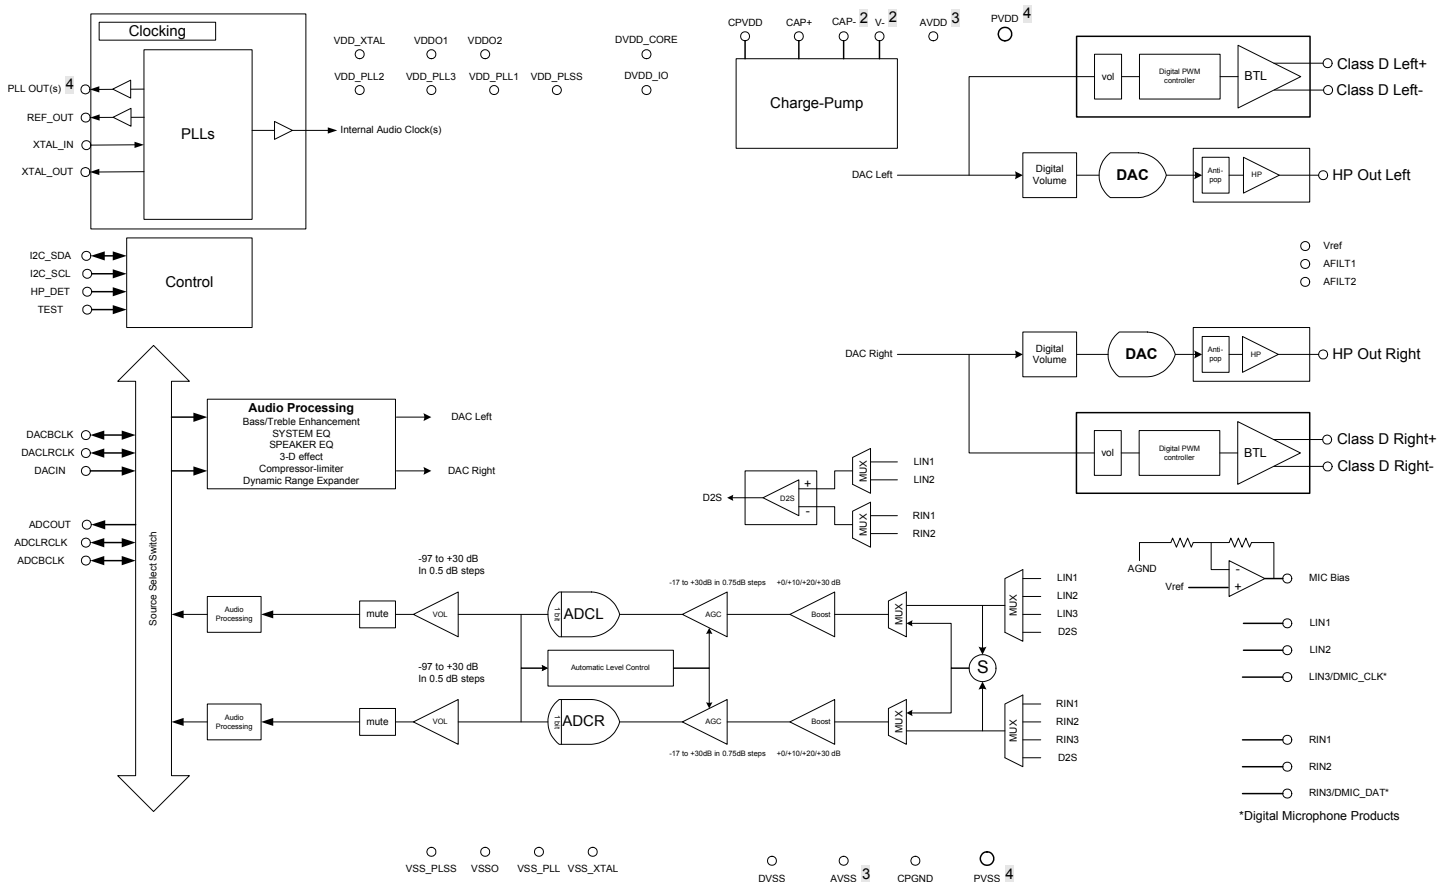 Clocking
PLL OUT(s) 4
REF_OUT
XTAL_IN
XTAL_OUT
PLLs
Internal Audio Clock(s)
VDD_XTAL
VDDO1
VDDO2
DVDD_CORE
VDD_PLL2
VDD_PLL3
VDD_PLL1
VDD_PLSS
DVDD_IO
CPVDD
CAP+
CAP- 2
V- 2
AVDD 3
PVDD 4
Charge-Pump
vol
Digital PWM
controller
BTL
Class D Left+
Class D Left-
DAC Left
Digital
Volume
DAC
Anti-
pop
HP
HP Out Left
I2C_SDA
I2C_SCL
HP_DET
TEST
Control
Vref
AFILT1
AFILT2
DAC Right
Digital
Volume
DAC
Anti-
pop
HP
HP Out Right
vol
Digital PWM
controller
BTL
Class D Right+
Class D Right-
DACBCLK
DACLRCLK
DACIN
ADCOUT
ADCLRCLK
ADCBCLK
Source Select Switch
Audio Processing
Bass/Treble Enhancement
SYSTEM EQ
SPEAKER EQ
3-D effect
Compressor-limiter
Dynamic Range Expander
DAC Left
DAC Right
D2S
D2S
+
-
MUX
LIN1
LIN2
MUX
RIN1
RIN2
AGND
Vref
-
+
MIC Bias
-97 to +30 dB
In 0.5 dB steps
-17 to +30dB in 0.75dB steps
+0/+10/+20/+30 dB
Audio
Processing
mute
VOL
1 bit
ADCL
AGC
Boost
MUX
MUX
LIN1
LIN2
LIN3
D2S
Automatic Level Control
S
-97 to +30 dB
In 0.5 dB steps
Audio
Processing
mute
VOL
1 bit
ADCR
AGC
Boost
MUX
MUX
RIN1
RIN2
RIN3
D2S
-17 to +30dB in 0.75dB steps
+0/+10/+20/+30 dB
LIN1
LIN2
LIN3/DMIC_CLK*
RIN1
RIN2
RIN3/DMIC_DAT*
*Digital Microphone Products
VSS_PLSS
VSSO
VSS_PLL
VSS_XTAL
DVSS
AVSS 3
CPGND
PVSS 4